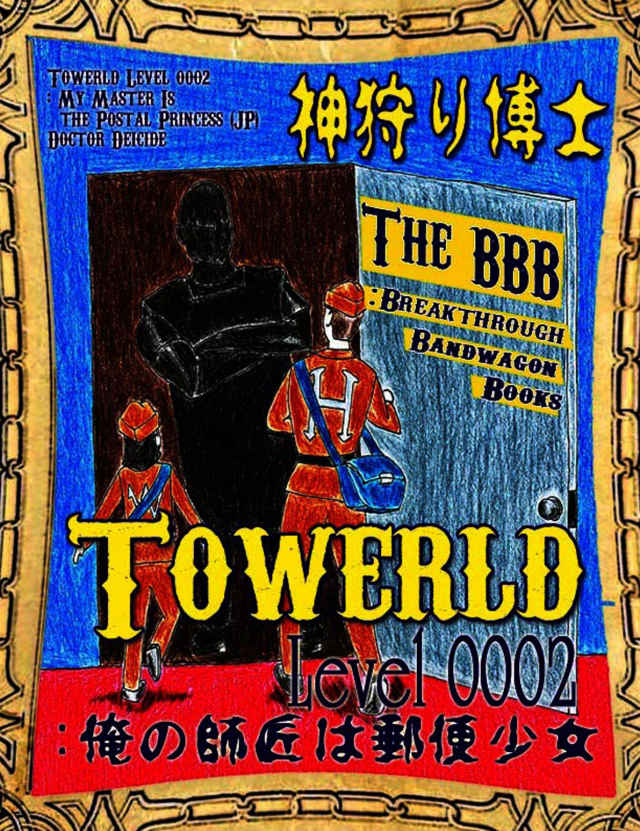 Towerld Level 0002
: My Master Is
the Postal Princess (JP)
Doctor Deicide
神狩り博士
The BBB
:Breakthrough
Bandwagon
Books
H
Towerld
Level 0002
:俺の師匠は郵便少女